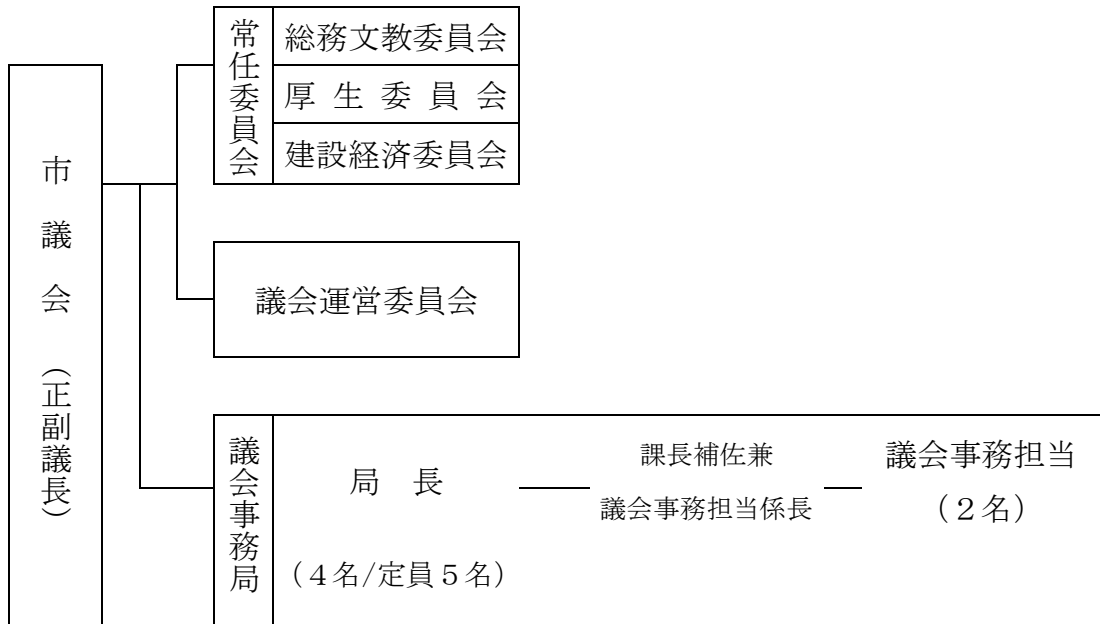 市議会（正副議長）
常任委員会
総務文教委員会
厚生委員会
建設経済委員会
議会運営委員会
議会事務局
局長
（４名/定員５名）
課長補佐兼
議会事務担当係長
議会事務担当
（２名）